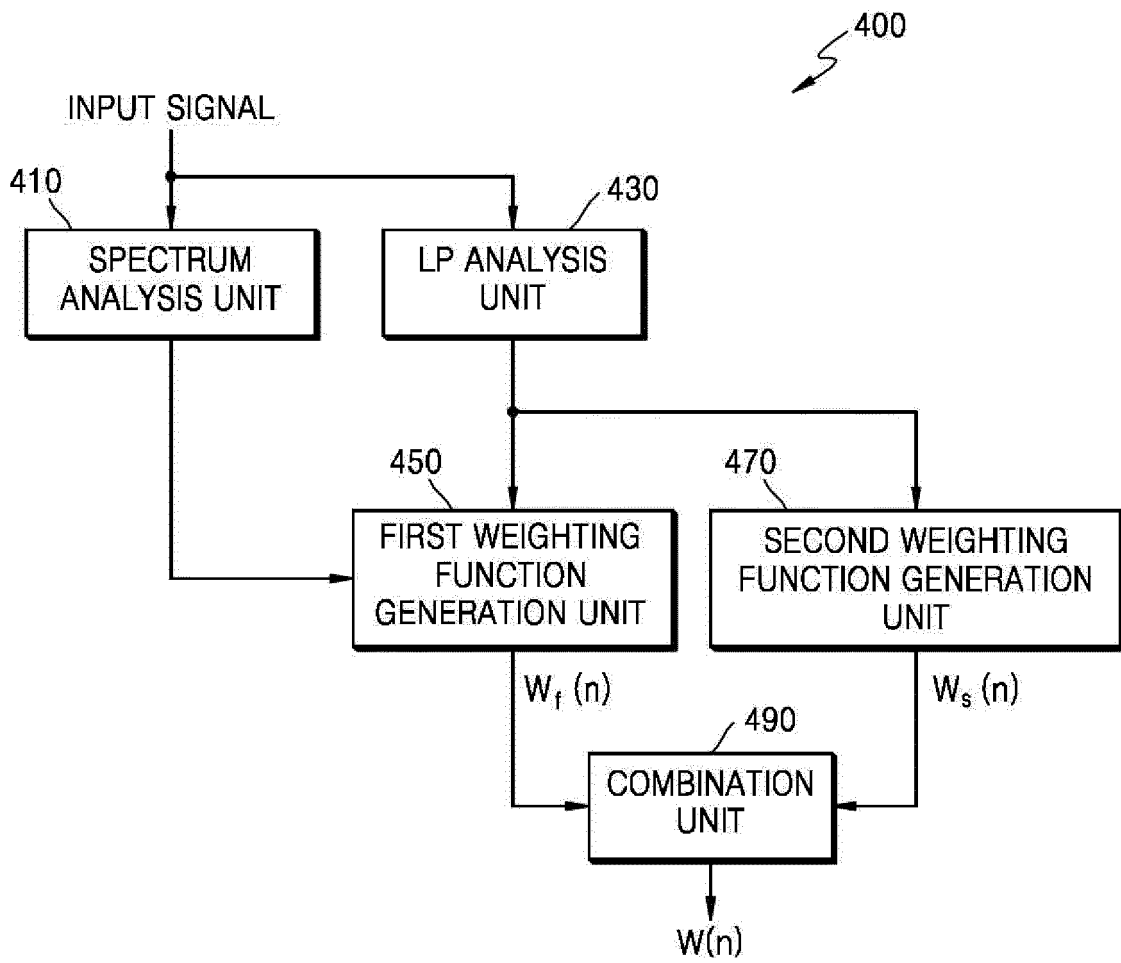 400
INPUT SIGNAL
410
430
SPECTRUM
ANALYSIS UNIT
LP ANALYSIS
UNIT
450
470
FIRST WEIGHTING
FUNCTION
GENERATION UNIT
SECOND WEIGHTING
FUNCTION GENERATION
UNIT
Wf (n)
Ws (n)
490
COMBINATION
UNIT
W(n)